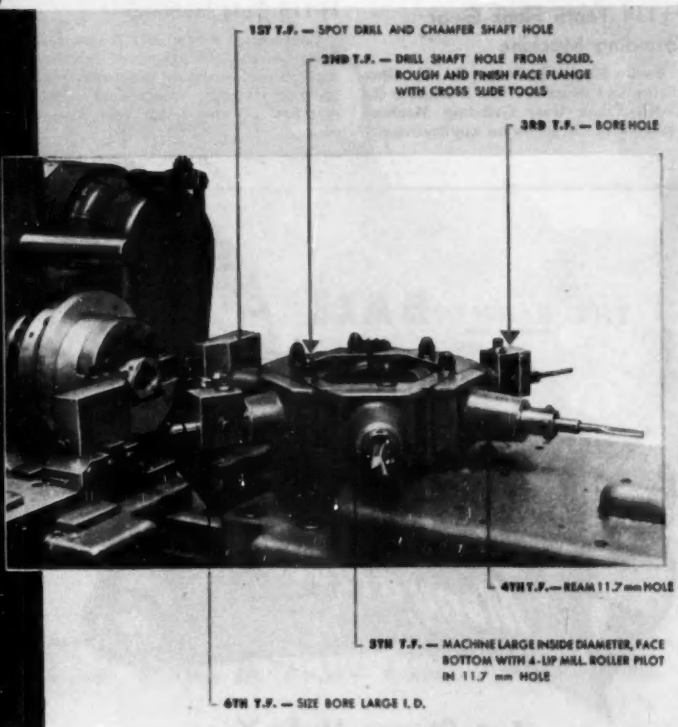 1ST T.F. — SPOT DRILL AND CHAMFER SHAFT HOLE
2ND T.F. — DRILL SHAFT HOLE FROM SOLID.
ROUGH AND FINISH FACE FLANGE
WITH CROSS SLIDE TOOLS
3RD T.F. — BORE HOLE
4TH T.F. — REAM 11.7 mm HOLE
5TH T.F. — MACHINE LARGE INSIDE DIAMETER, FACE
BOTTOM WITH 4-LIP MILL. ROLLER PILOT
IN 11.7 mm HOLE
6TH T.F. — SIZE BORE LARGE I. D.